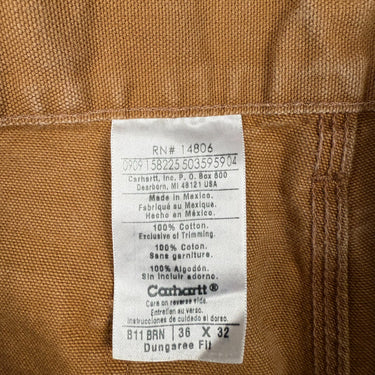 RN# 14806
0909 158225 503595904
Carhartt, Inc. P. O. Box 600
Dearborn, MI 48121 USA
Made in Mexico.
Fabriqué au Mexique.
Hecho en México.
100% Cotton.
Exclusive of Trimming.
100% Coton.
Sans garniture.
100% Algodón.
Sin incluir adorno.
Carhartt®
Care on reverse side.
Entretien au verso.
Instrucciones de cuidado al dorso.
B11 BRN 36 X 32
Dungaree Fit